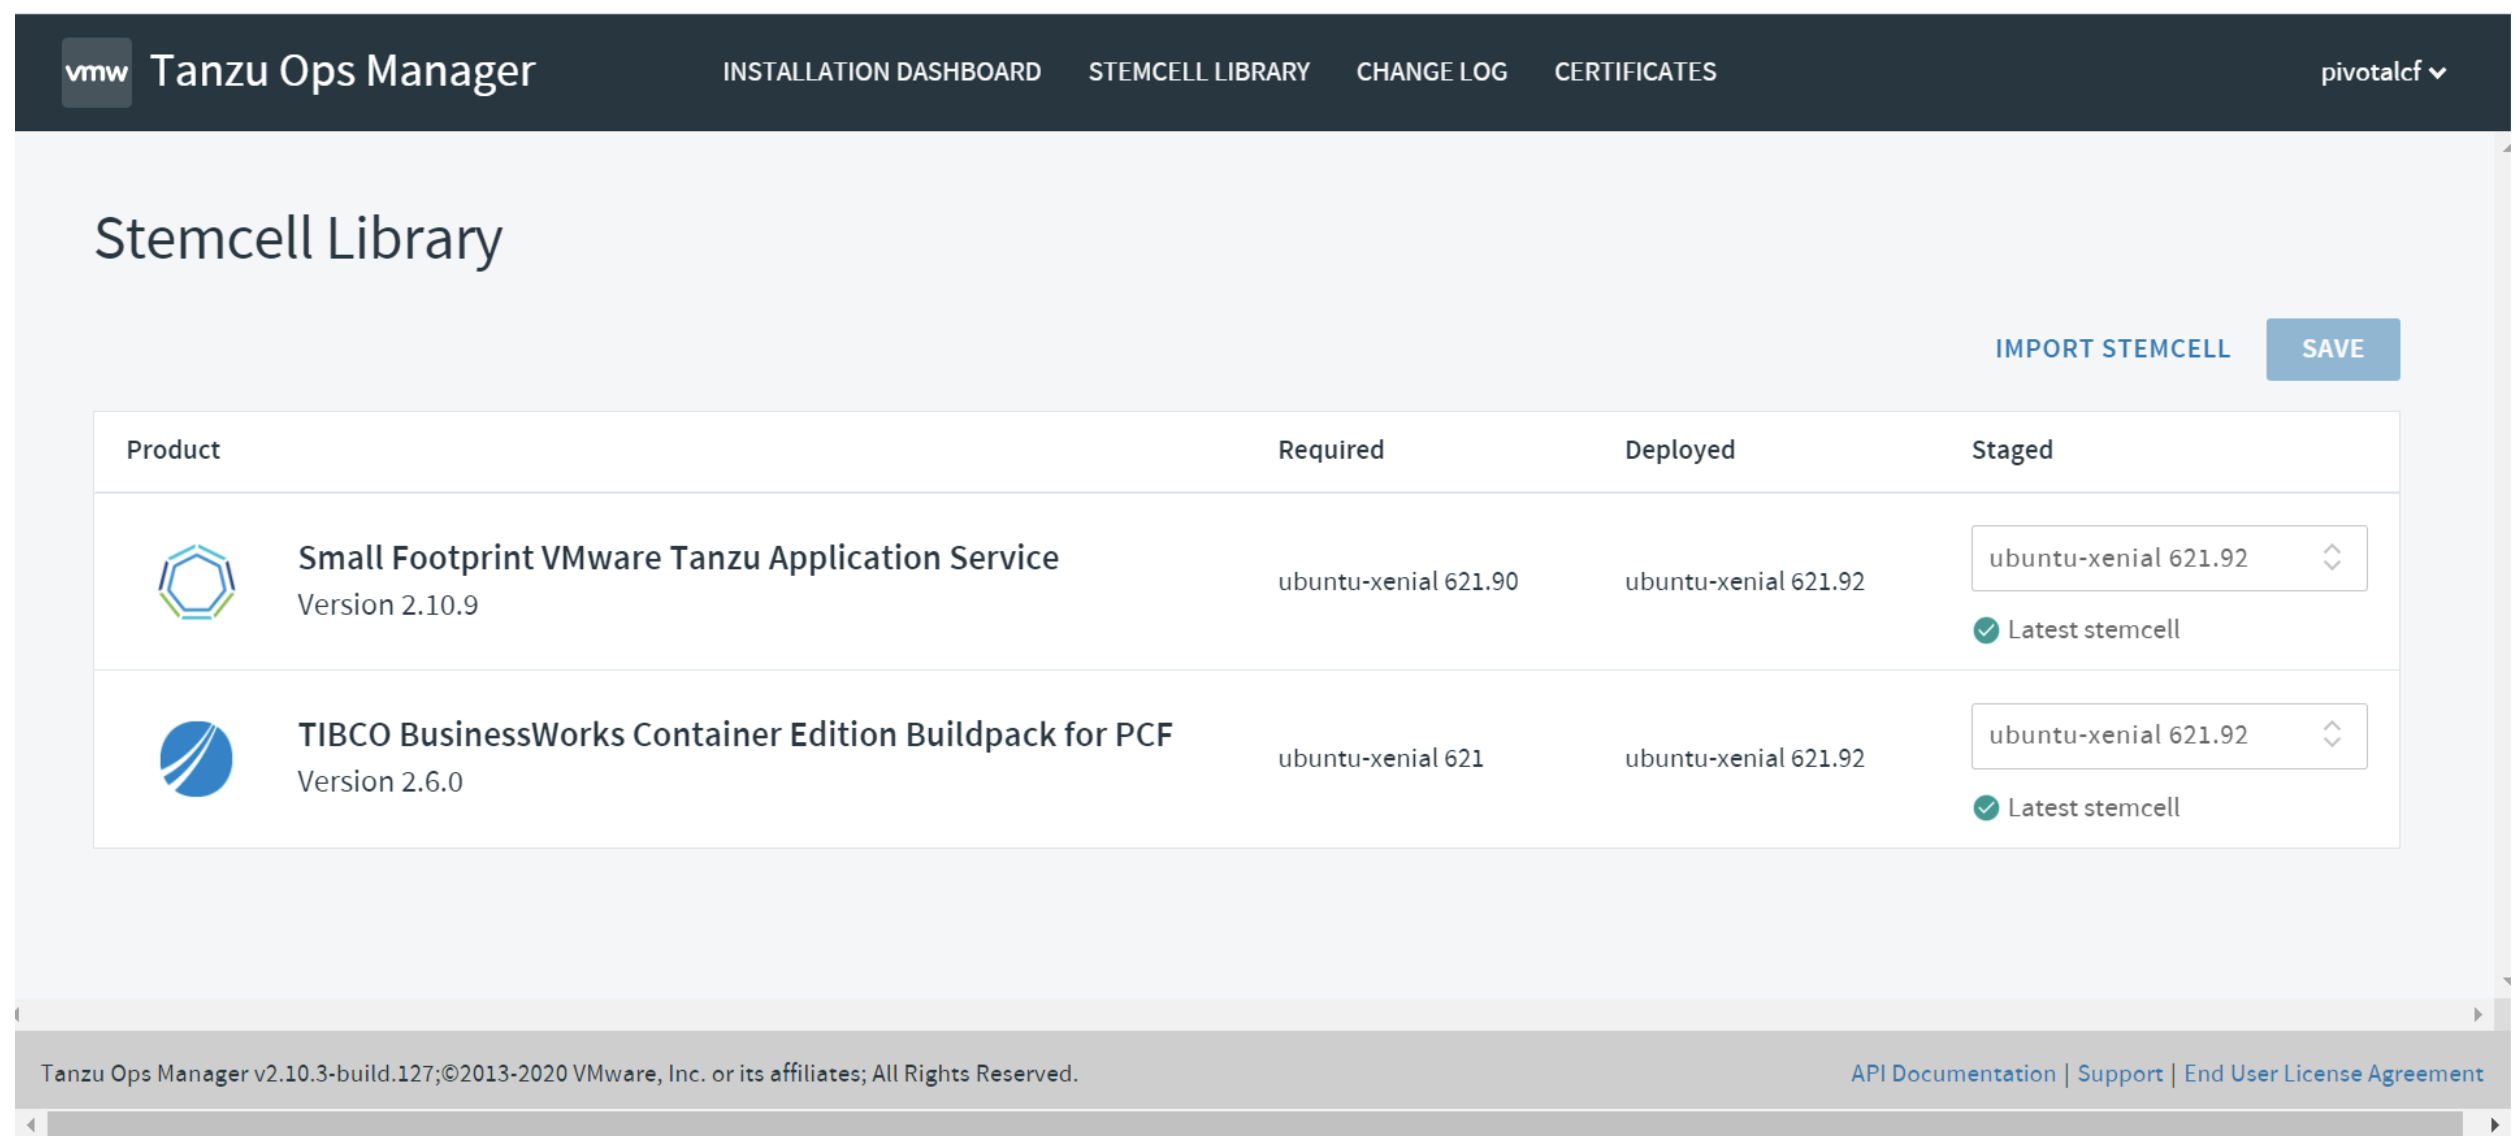 vmw Tanzu Ops Manager INSTALLATION DASHBOARD STEMCELL LIBRARY CHANGE LOG CERTIFICATES pivotalcf
Stemcell Library
IMPORT STEMCELL SAVE
Product Required Deployed Staged
Small Footprint VMware Tanzu Application Service
Version 2.10.9
ubuntu-xenial 621.90 ubuntu-xenial 621.92
ubuntu-xenial 621.92
Latest stemcell
TIBCO BusinessWorks Container Edition Buildpack for PCF
Version 2.6.0
ubuntu-xenial 621 ubuntu-xenial 621.92
ubuntu-xenial 621.92
Latest stemcell
Tanzu Ops Manager v2.10.3-build.127;©2013-2020 VMware, Inc. or its affiliates; All Rights Reserved. API Documentation | Support | End User License Agreement